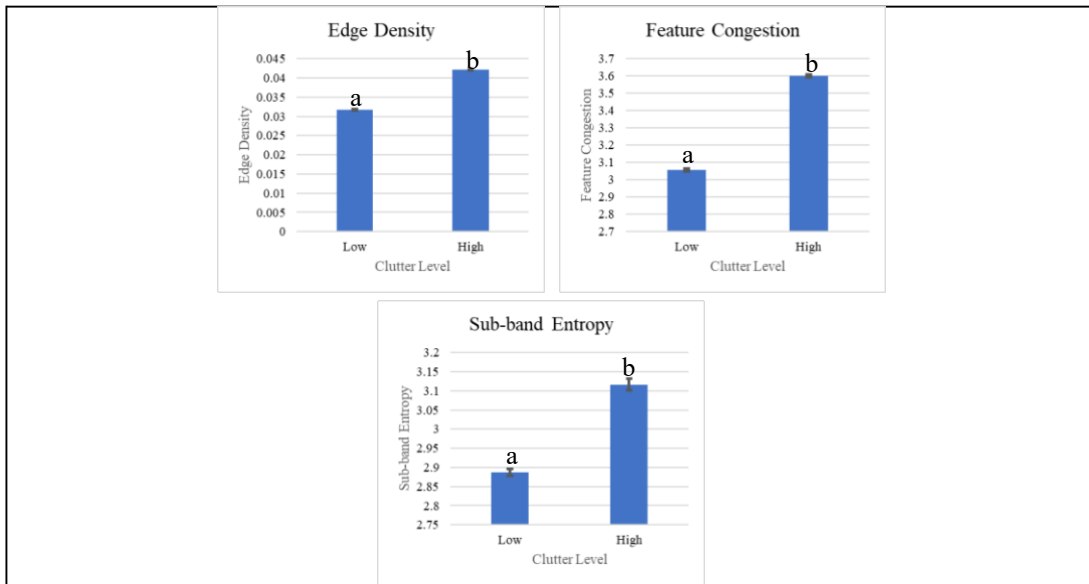 Edge Density
0.045
0.04
0.035
0.03
0.025
0.02
0.015
0.01
0.005
0
Edge Density
a
b
Low
High
Clutter Level
Feature Congestion
3.7
3.6
3.5
3.4
3.3
3.2
3.1
3
2.9
2.8
2.7
Feature Congestion
a
b
Low
High
Clutter Level
Sub-band Entropy
3.2
3.15
3.1
3.05
3
2.95
2.9
2.85
2.8
2.75
Sub-band Entropy
a
b
Low
High
Clutter Level